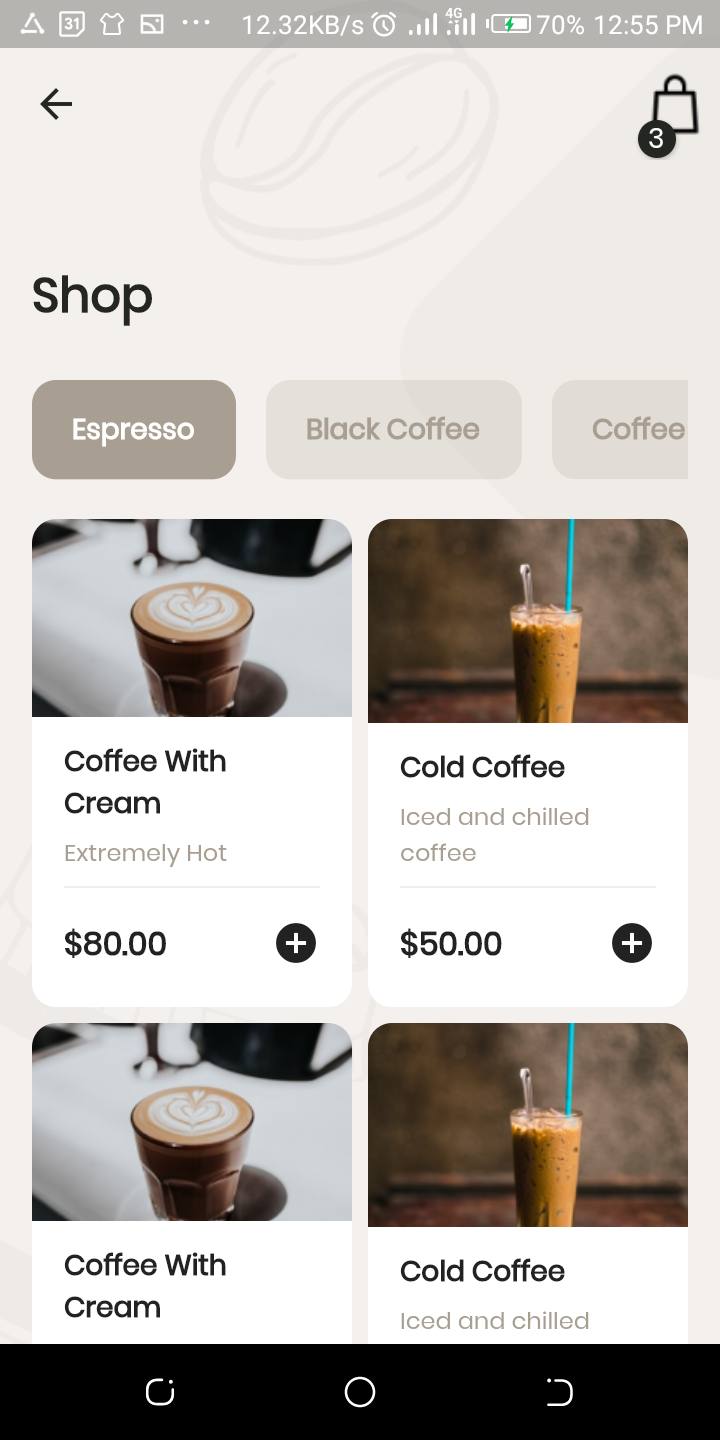 31 ... 12.32KB/s 4G 70% 12:55 PM
3
Shop
Espresso Black Coffee Coffee
Coffee With
Cream
Extremely Hot
$80.00
Cold Coffee
Iced and chilled
coffee
$50.00
Coffee With
Cream
Cold Coffee
Iced and chilled